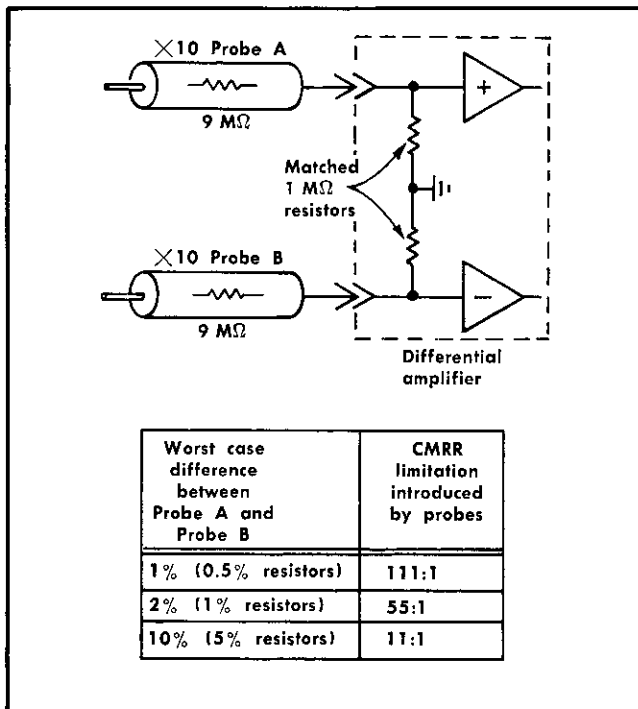 ×10 Probe A
9 MΩ
+
Matched
1 MΩ
resistors
×10 Probe B
9 MΩ
−
Differential
amplifier
Worst case
difference
between
Probe A and
Probe B
CMRR
limitation
introduced
by probes
1% (0.5% resistors) 111:1
2% (1% resistors) 55:1
10% (5% resistors) 11:1